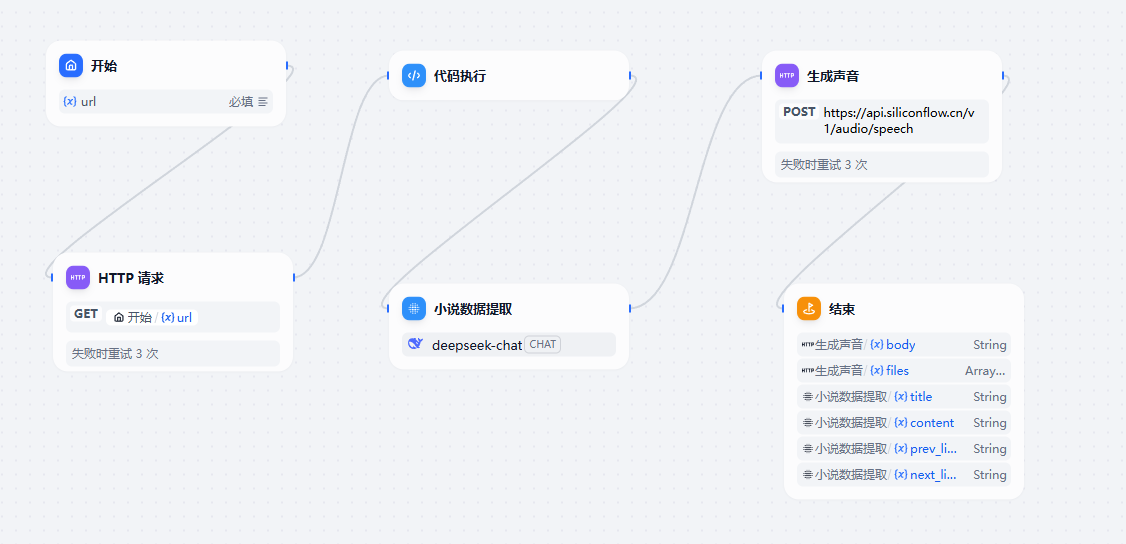 开始
(x) url 必填
HTTP HTTP 请求
GET 开始 / (x) url
失败时重试 3 次
</> 代码执行
小说数据提取
deepseek-chat CHAT
HTTP 生成声音
POST https://api.siliconflow.cn/v
1/audio/speech
失败时重试 3 次
结束
HTTP 生成声音 / (x) body String
HTTP 生成声音 / (x) files Array...
小说数据提取 / (x) title String
小说数据提取 / (x) content String
小说数据提取 / (x) prev_li... String
小说数据提取 / (x) next_li... String